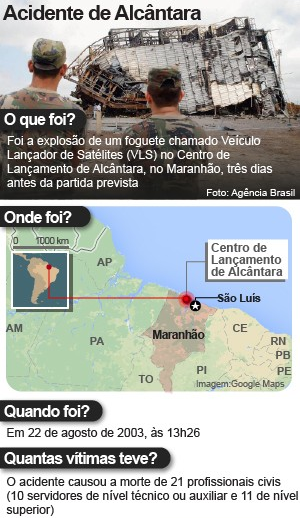 Acidente de Alcântara
O que foi?
Foi a explosão de um foguete chamado Veículo
Lançador de Satélites (VLS) no Centro de
Lançamento de Alcântara, no Maranhão, três dias
antes da partida prevista
Foto: Agência Brasil
Onde foi?
0 1000 km
Centro de
Lançamento
de Alcântara
AP
São Luís
AM
PA
Maranhão
CE
RN
PB
PI
PE
TO
Imagem:Google Maps
Quando foi?
Em 22 de agosto de 2003, às 13h26
Quantas vítimas teve?
O acidente causou a morte de 21 profissionais civis
(10 servidores de nível técnico ou auxiliar e 11 de nível
superior)